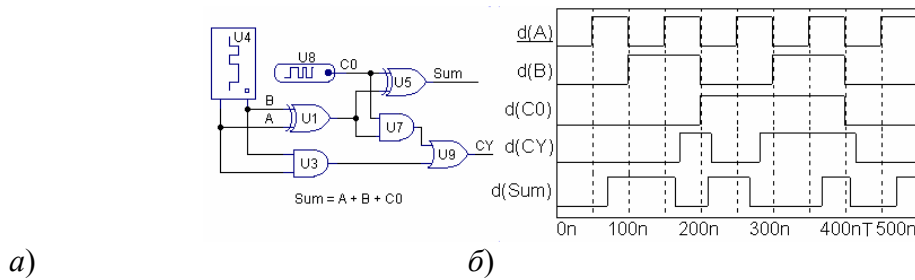 U4
U8
C0
U5
Sum
B
A
U1
U7
U3
U9
CY
Sum = A + B + C0
d(A)
d(B)
d(C0)
d(CY)
d(Sum)
0n 100n 200n 300n 400nT 500n
а) б)